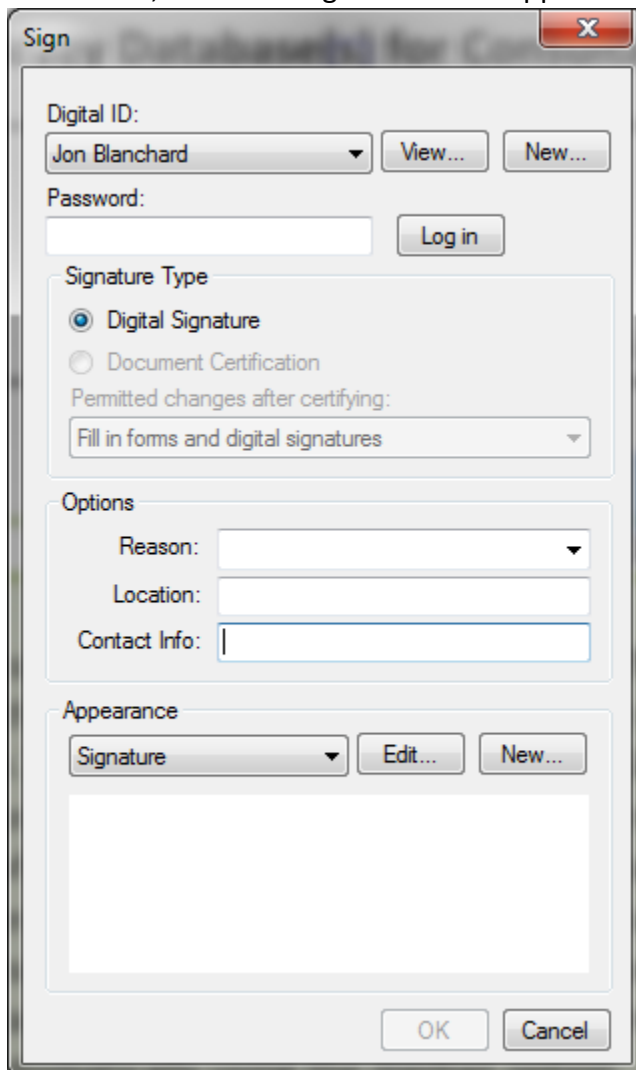 Sign
Digital ID:
Jon Blanchard View... New...
Password:
Log in
Signature Type
Digital Signature
Document Certification
Permitted changes after certifying:
Fill in forms and digital signatures
Options
Reason:
Location:
Contact Info:
Appearance
Signature Edit... New...
OK Cancel